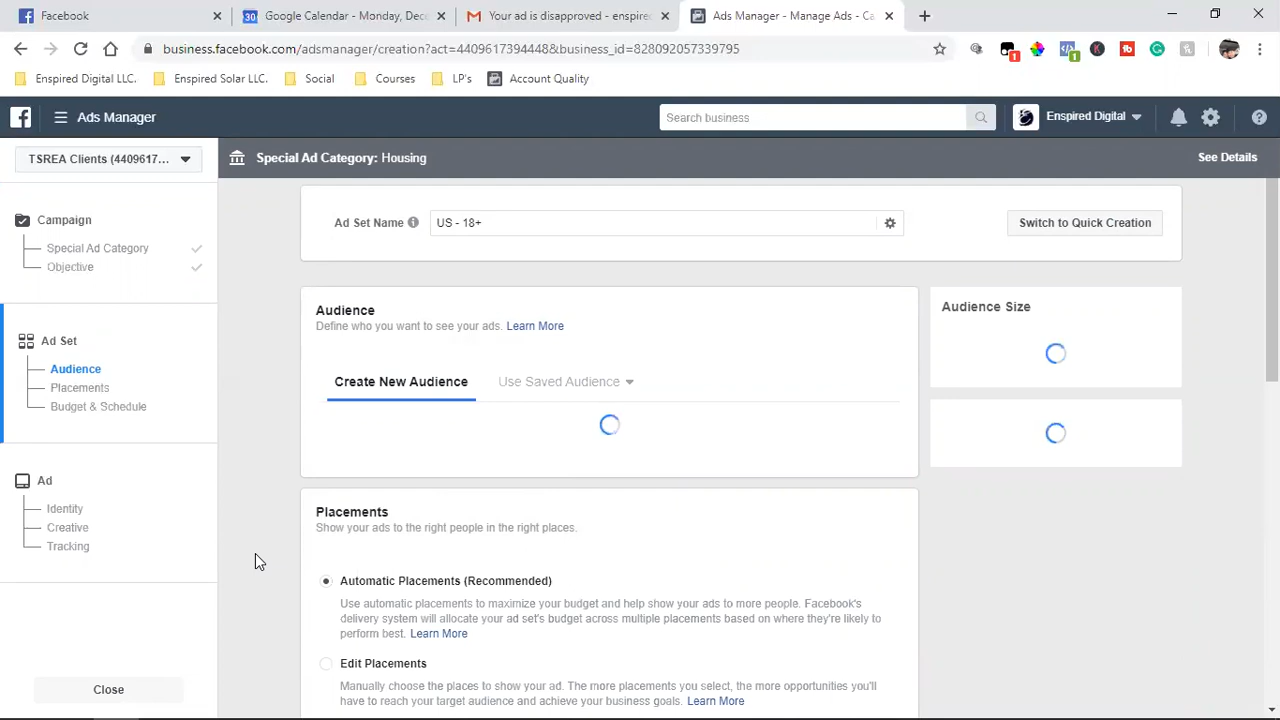 Facebook
Google Calendar - Monday, Dec
Your ad is disapproved - enspire
Ads Manager - Manage Ads - Ca
business.facebook.com/adsmanager/creation?act=4409617394448&business_id=828092057339795
1
1
Enspired Digital LLC.
Enspired Solar LLC.
Social
Courses
LP's
Account Quality
Ads Manager
Search business
Enspired Digital
TSREA Clients (4409617...
Special Ad Category: Housing
See Details
Campaign
Special Ad Category
Objective
Ad Set Name
US - 18+
Switch to Quick Creation
Audience
Define who you want to see your ads. Learn More
Audience Size
Ad Set
Audience
Placements
Budget & Schedule
Create New Audience
Use Saved Audience
Ad
Identity
Creative
Tracking
Placements
Show your ads to the right people in the right places.
Automatic Placements (Recommended)
Use automatic placements to maximize your budget and help show your ads to more people. Facebook's
delivery system will allocate your ad set's budget across multiple placements based on where they're likely to
perform best. Learn More
Edit Placements
Manually choose the places to show your ad. The more placements you select, the more opportunities you'll
have to reach your target audience and achieve your business goals. Learn More
Close